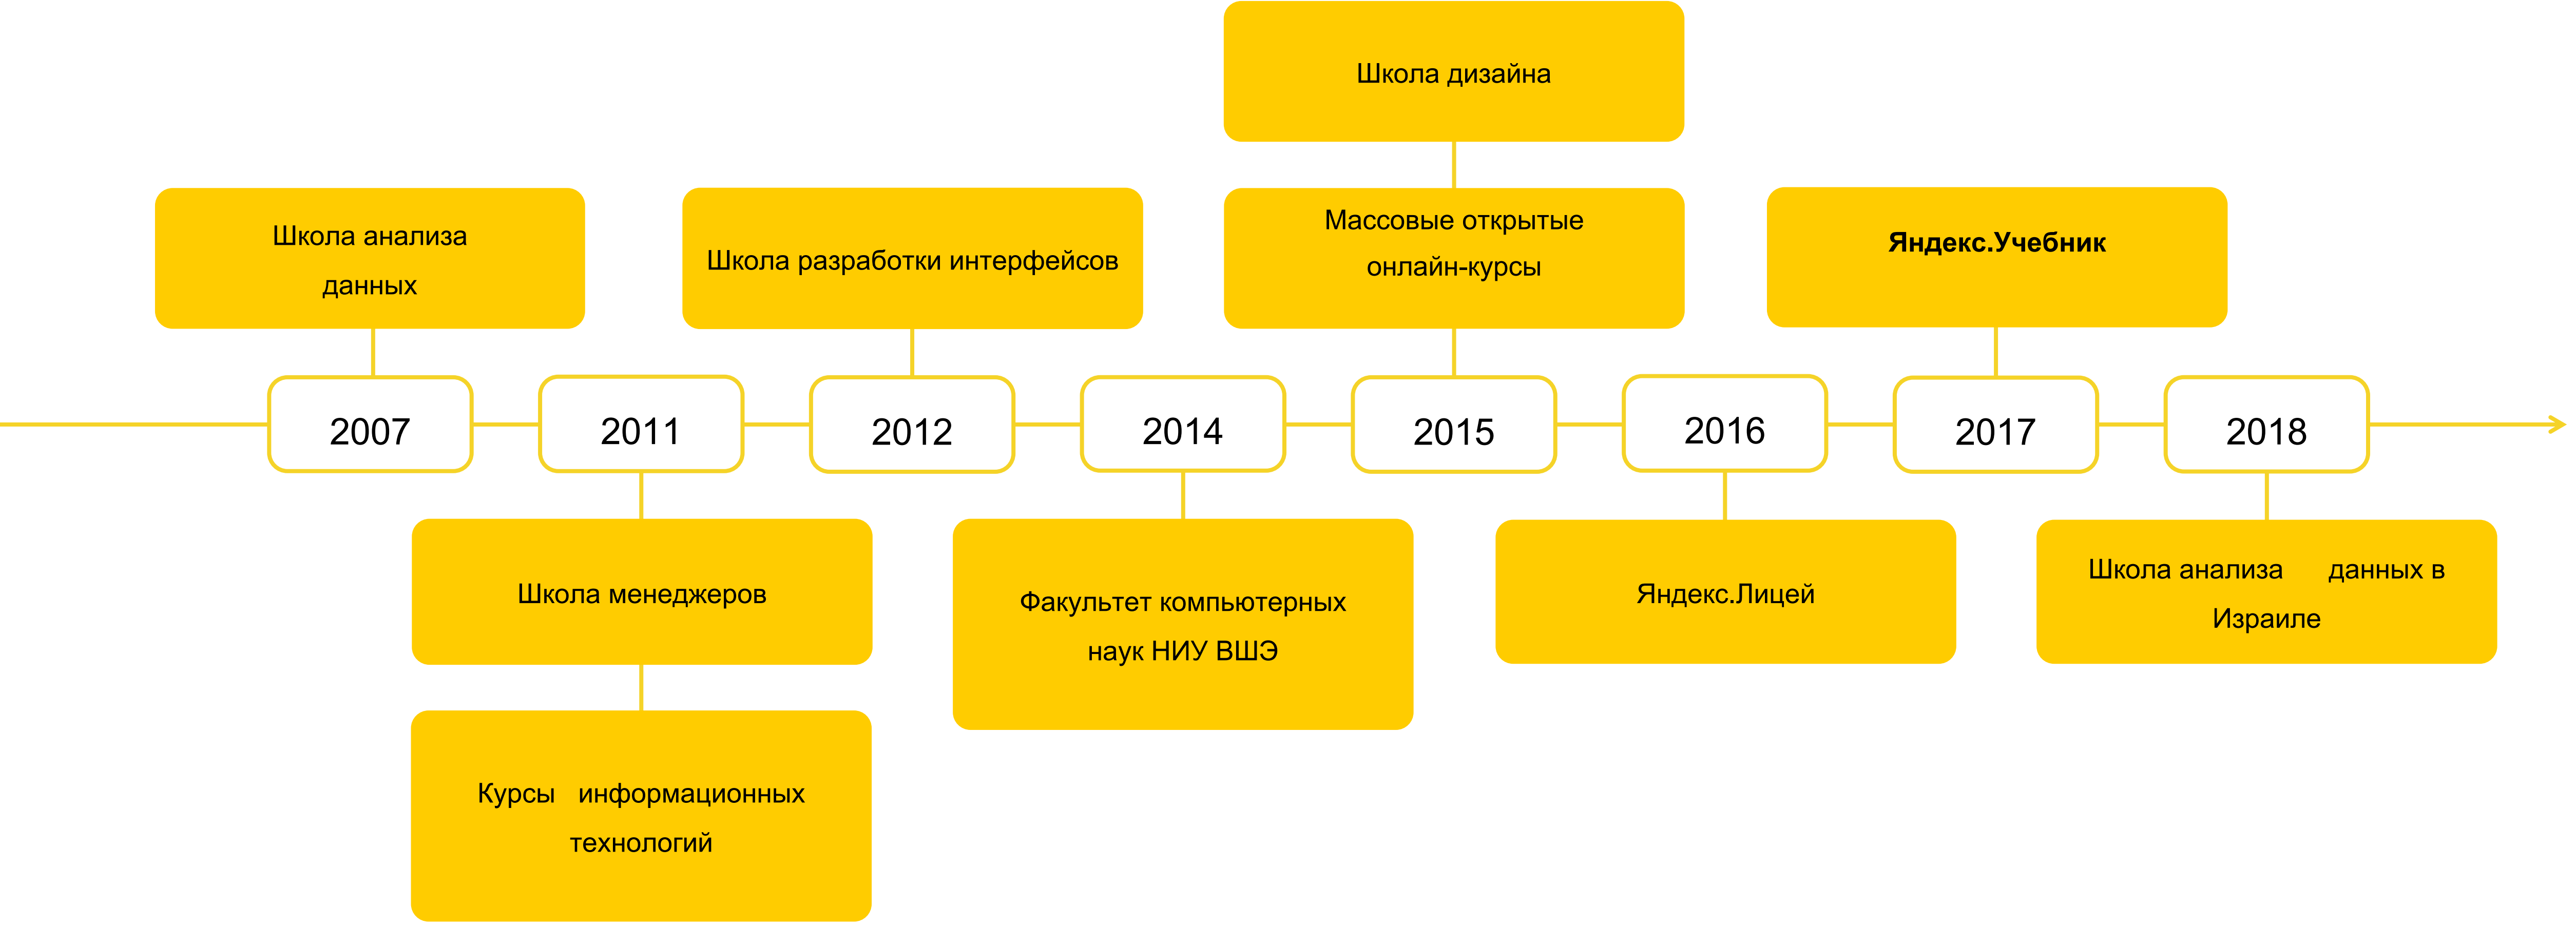 Школа дизайна
Массовые открытые
онлайн-курсы
Школа анализа
данных
Школа разработки интерфейсов
Яндекс.Учебник
2007
2011
2012
2014
2015
2016
2017
2018
Школа менеджеров
Факультет компьютерных
наук НИУ ВШЭ
Яндекс.Лицей
Школа анализа данных в
Израиле
Курсы информационных
технологий